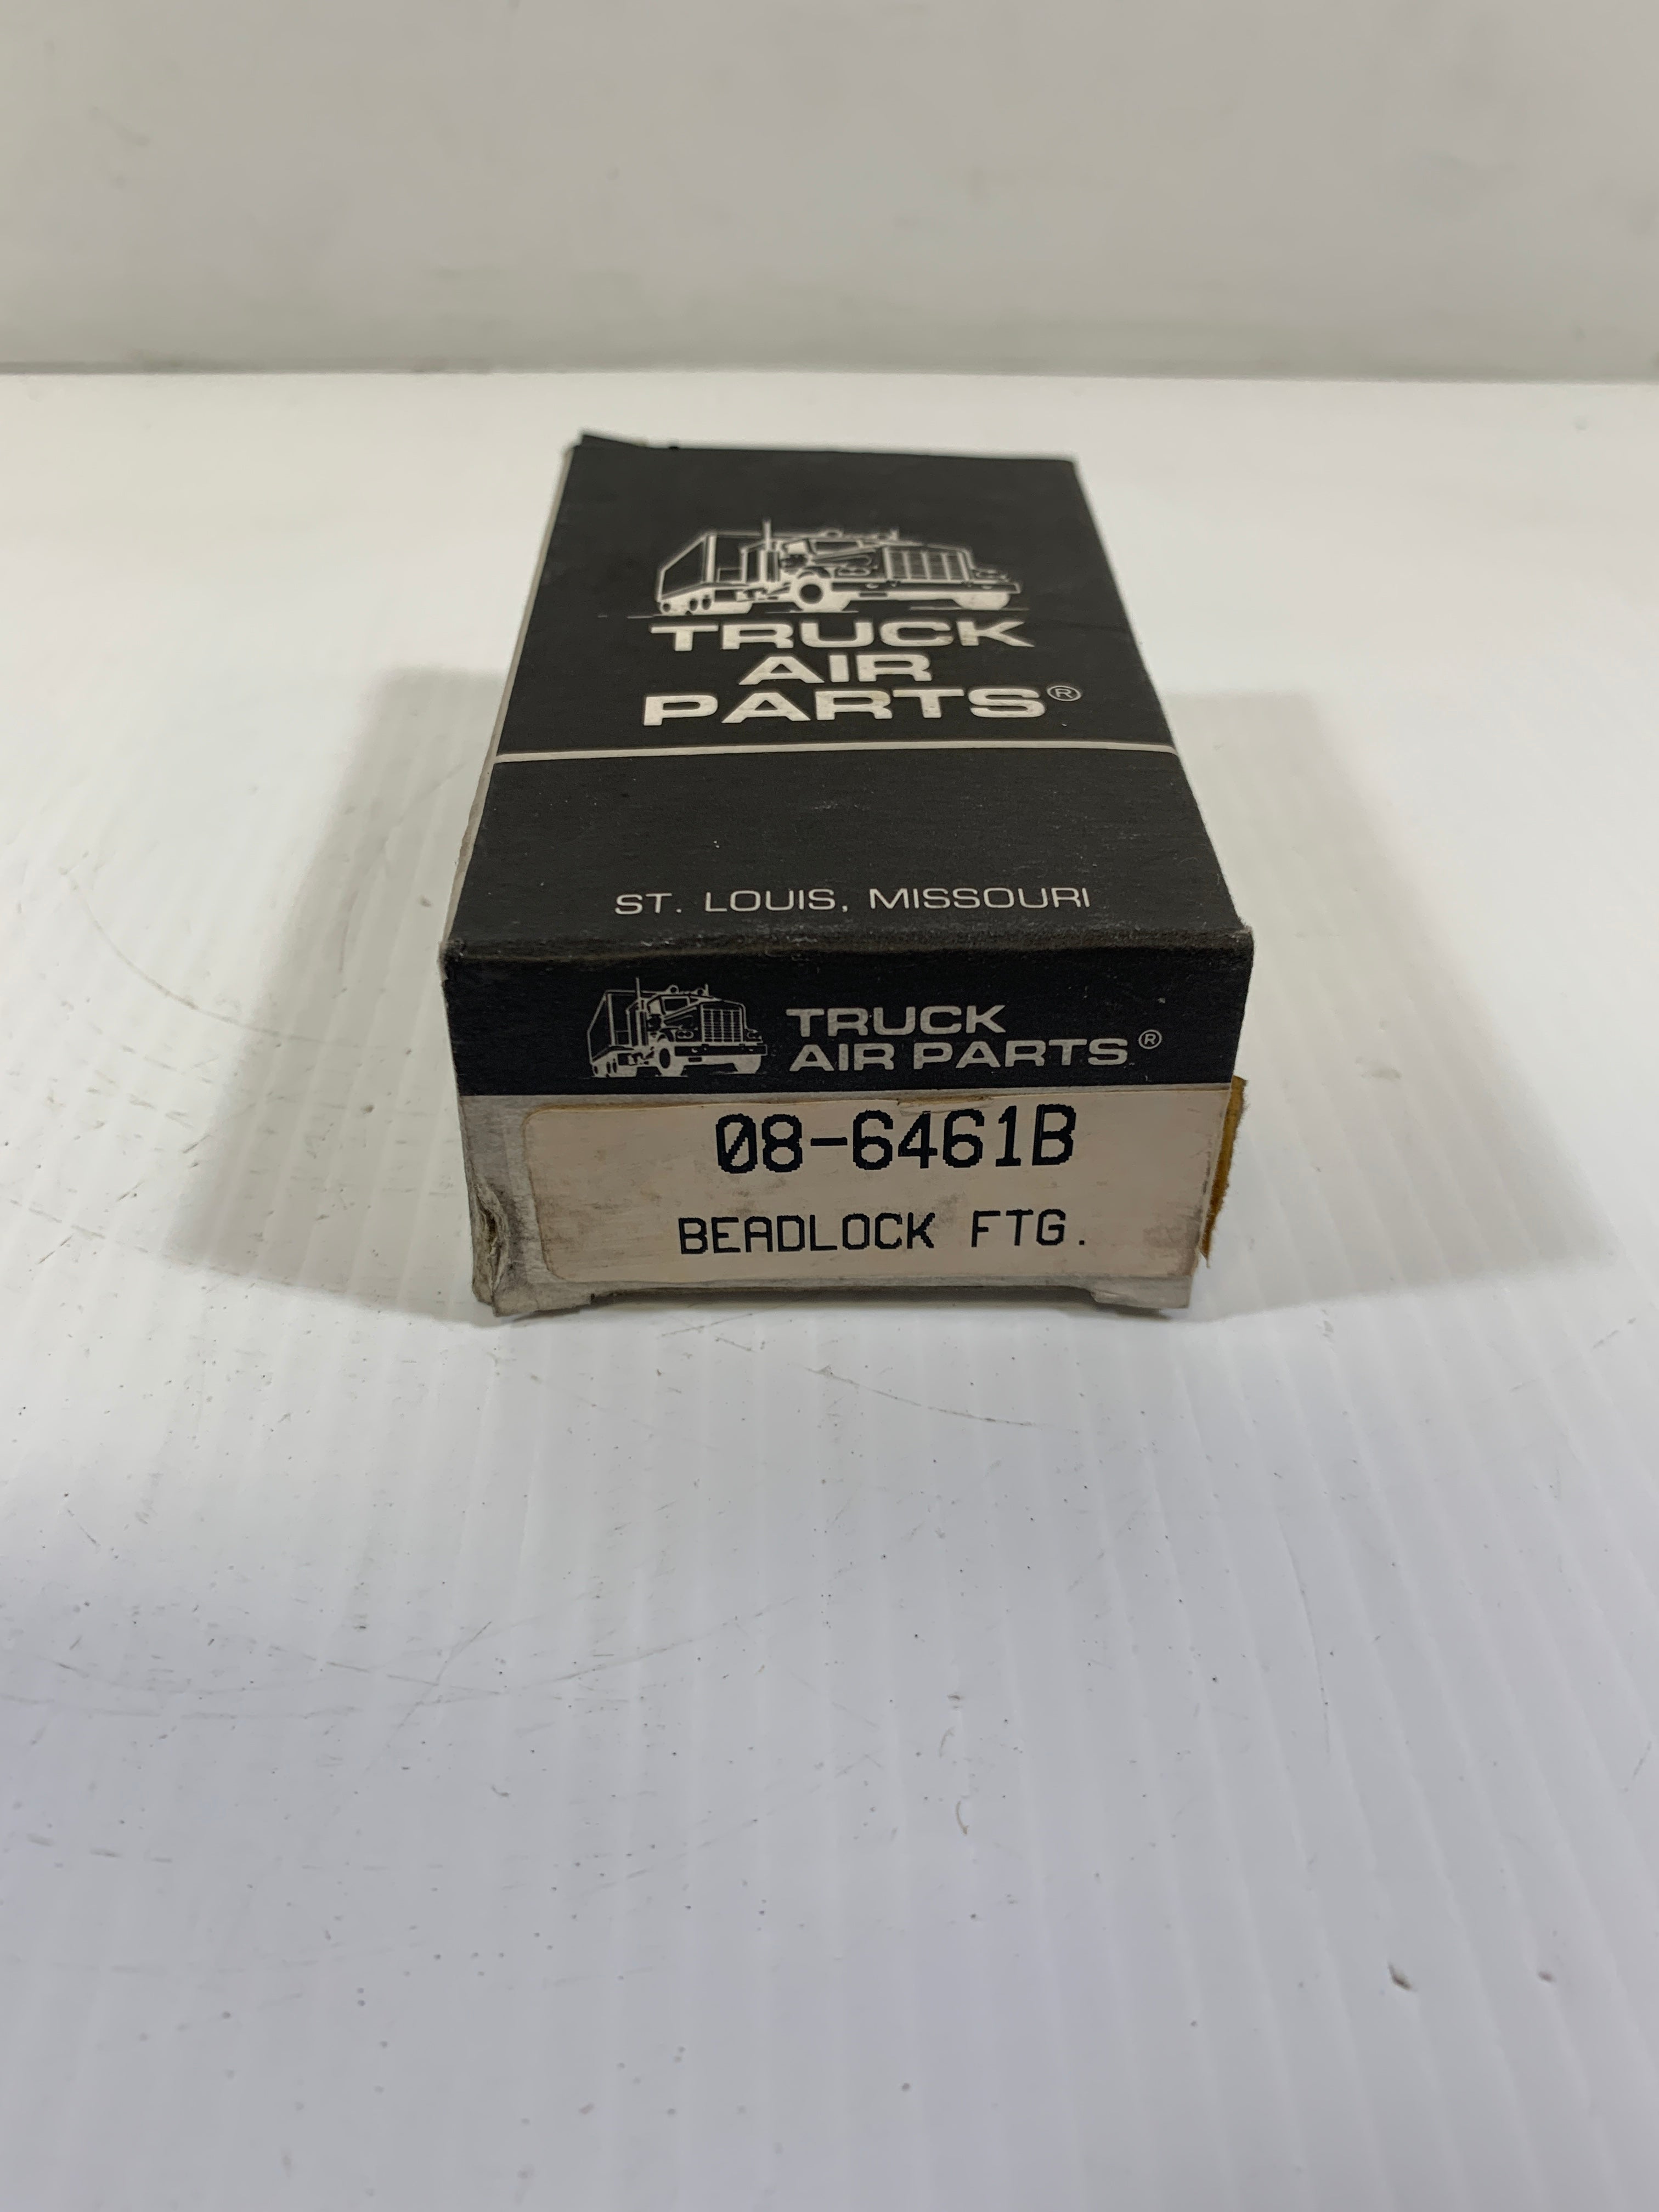 TRUCK
AIR
PARTS®
ST. LOUIS, MISSOURI
TRUCK
AIR PARTS®
08-6461B
BEADLOCK FTG.